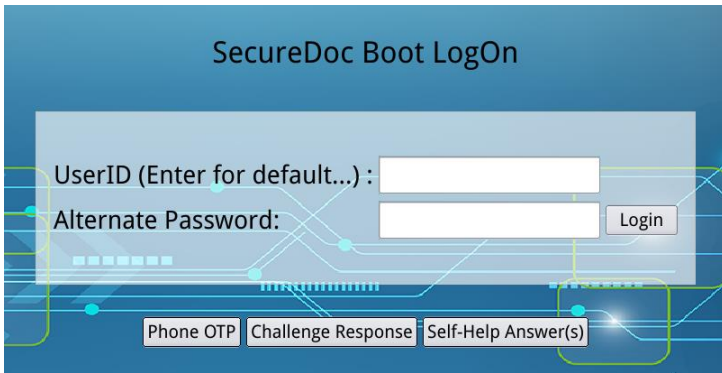 SecureDoc Boot LogOn
UserID (Enter for default...) :
Alternate Password:
Login
Phone OTP
Challenge Response
Self-Help Answer(s)